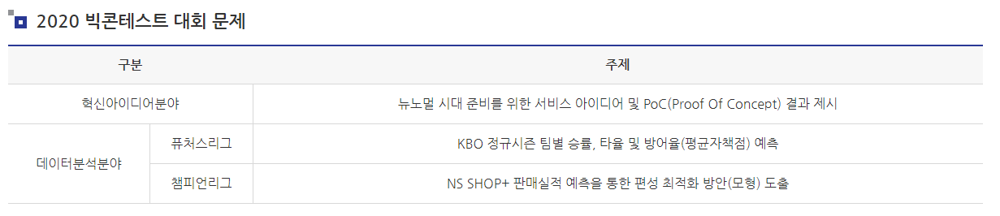 2020 빅콘테스트 대회 문제
구분 주제
혁신아이디어분야 뉴노멀 시대 준비를 위한 서비스 아이디어 및 PoC(Proof Of Concept) 결과 제시
데이터분석분야 퓨처스리그 KBO 정규시즌 팀별 승률, 타율 및 방어율(평균자책점) 예측
챔피언리그 NS SHOP+ 판매실적 예측을 통한 편성 최적화 방안(모형) 도출